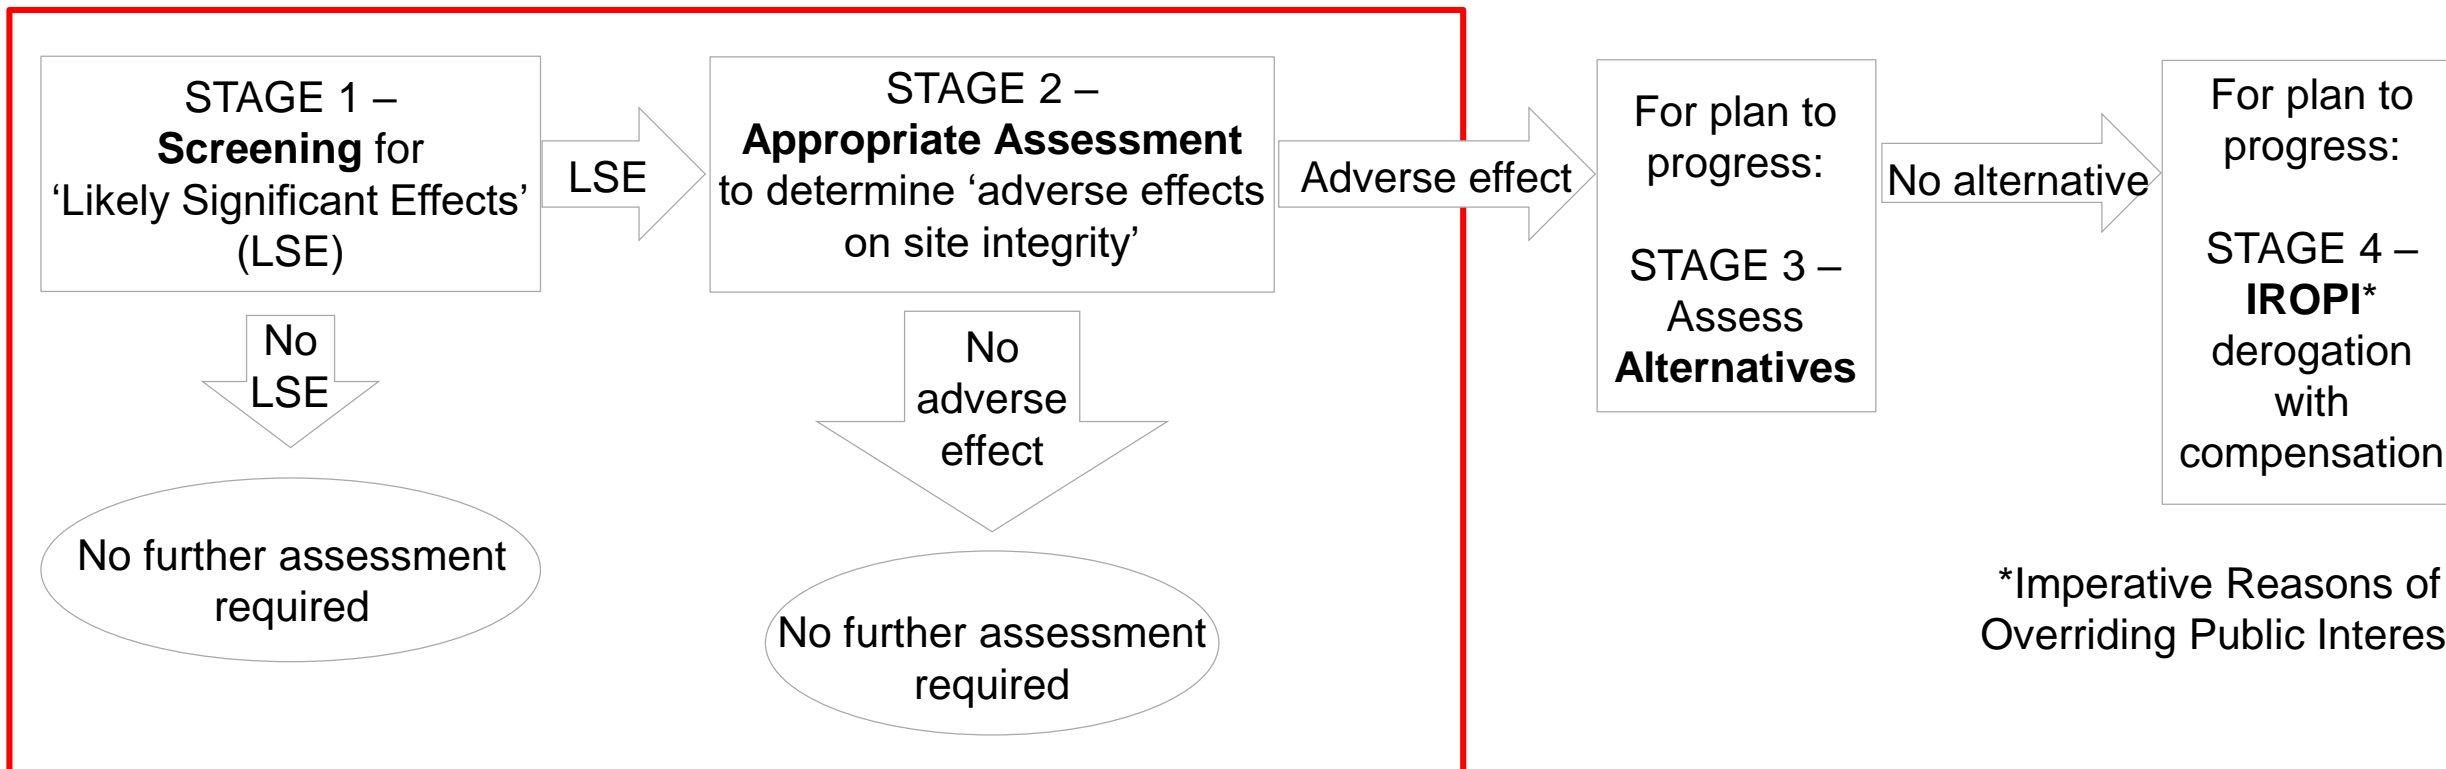 STAGE 1 –
Screening for
‘Likely Significant Effects’
(LSE)
LSE
STAGE 2 –
Appropriate Assessment
to determine ‘adverse effects
on site integrity’
Adverse effect
For plan to
progress:
STAGE 3 –
Assess
Alternatives
No alternative
For plan to
progress:
STAGE 4 –
IROPI*
derogation
with
compensation
No
LSE
No
adverse
effect
No further assessment
required
No further assessment
required
*Imperative Reasons of
Overriding Public Interes